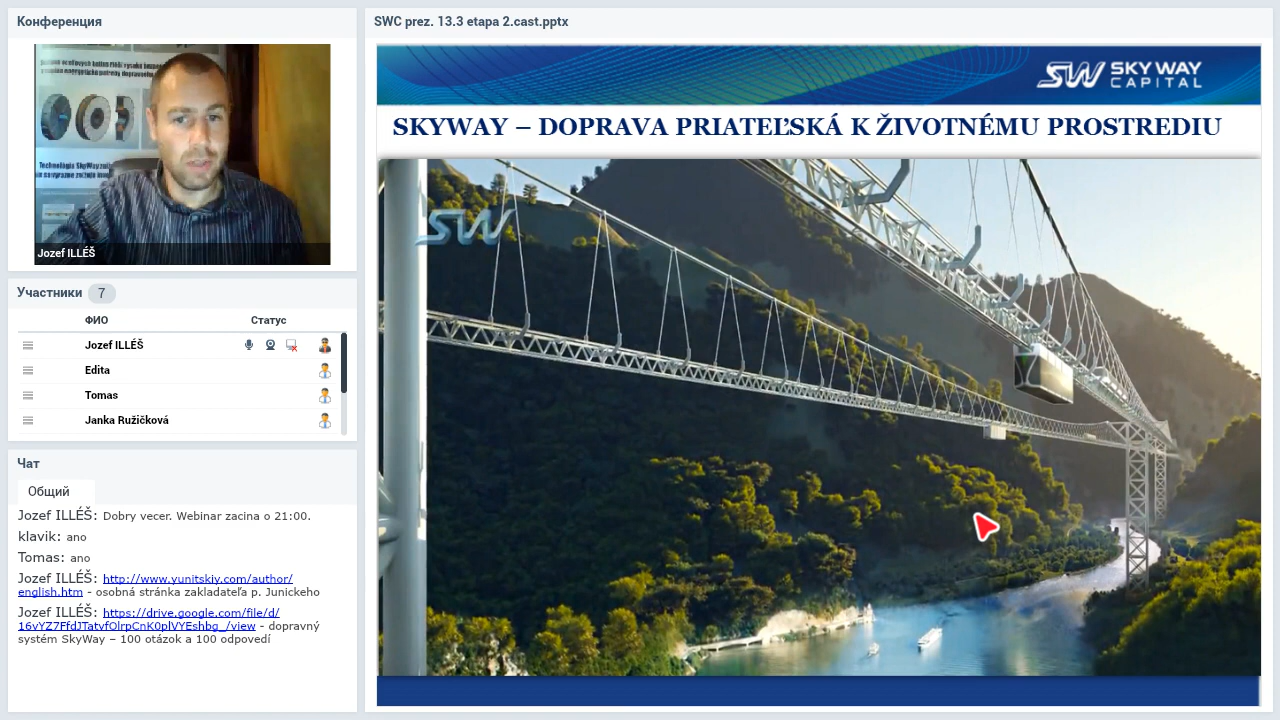 Конференция
Jozef ILLÉŠ
Участники 7
ФИО Статус
Jozef ILLÉŠ
Edita
Tomas
Janka Ružičková
Чат
Общий
Jozef ILLÉŠ: Dobry vecer. Webinar zacina o 21:00.
klavik: ano
Tomas: ano
Jozef ILLÉŠ: http://www.yunitskiy.com/author/
english.htm - osobná stránka zakladateľa p. Junickeho
Jozef ILLÉŠ: https://drive.google.com/file/d/
16vYZ7FfdJTatvfOlrpCnK0plVYEshbg_/view - dopravný
systém SkyWay – 100 otázok a 100 odpovedí
SWC prez. 13.3 etapa 2.cast.pptx
SW SKY WAY
CAPITAL
SKYWAY – DOPRAVA PRIATEĽSKÁ K ŽIVOTNÉMU PROSTREDIU
SW